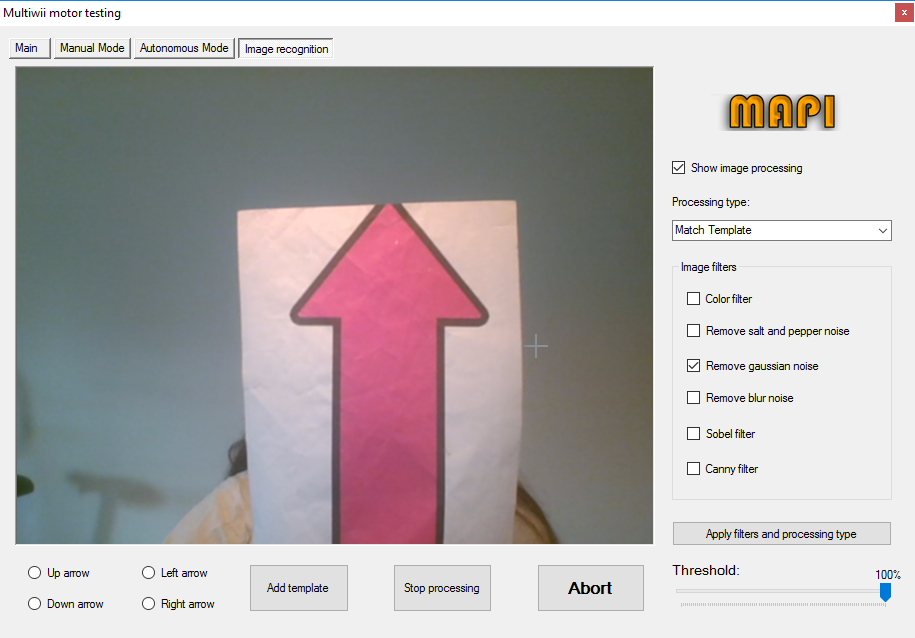 Multiwii motor testing
x
Main
Manual Mode
Autonomous Mode
Image recognition
MAPI
Show image processing
Processing type:
Match Template
Image filters
Color filter
Remove salt and pepper noise
Remove gaussian noise
Remove blur noise
Sobel filter
Canny filter
Apply filters and processing type
Threshold:
100%
Up arrow
Left arrow
Down arrow
Right arrow
Add template
Stop processing
Abort